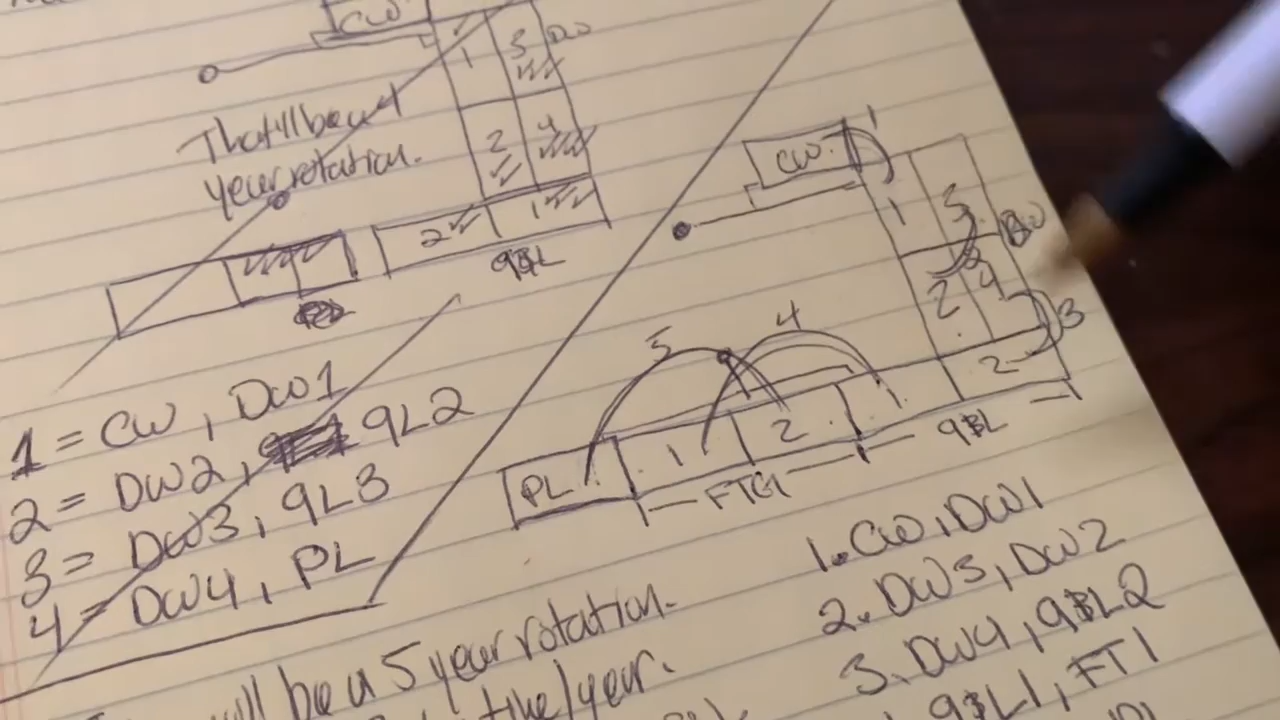 CW
1
3
DW
2
4
That'll be a 4
year rotation.
2
1
9BL
1 = CW, DW1
2 = DW2, 9L2
3 = DW3, 9L3
4 = DW4, PL
CW.
1
1
3
DW
2
4
3
2
5
4
PL
1
2
1
FTG
9BL
1. CW, DW1
2. DW3, DW2
3. DW4, 9BL2
9BL1, FT1
will be a 5 year rotation.
time/year.